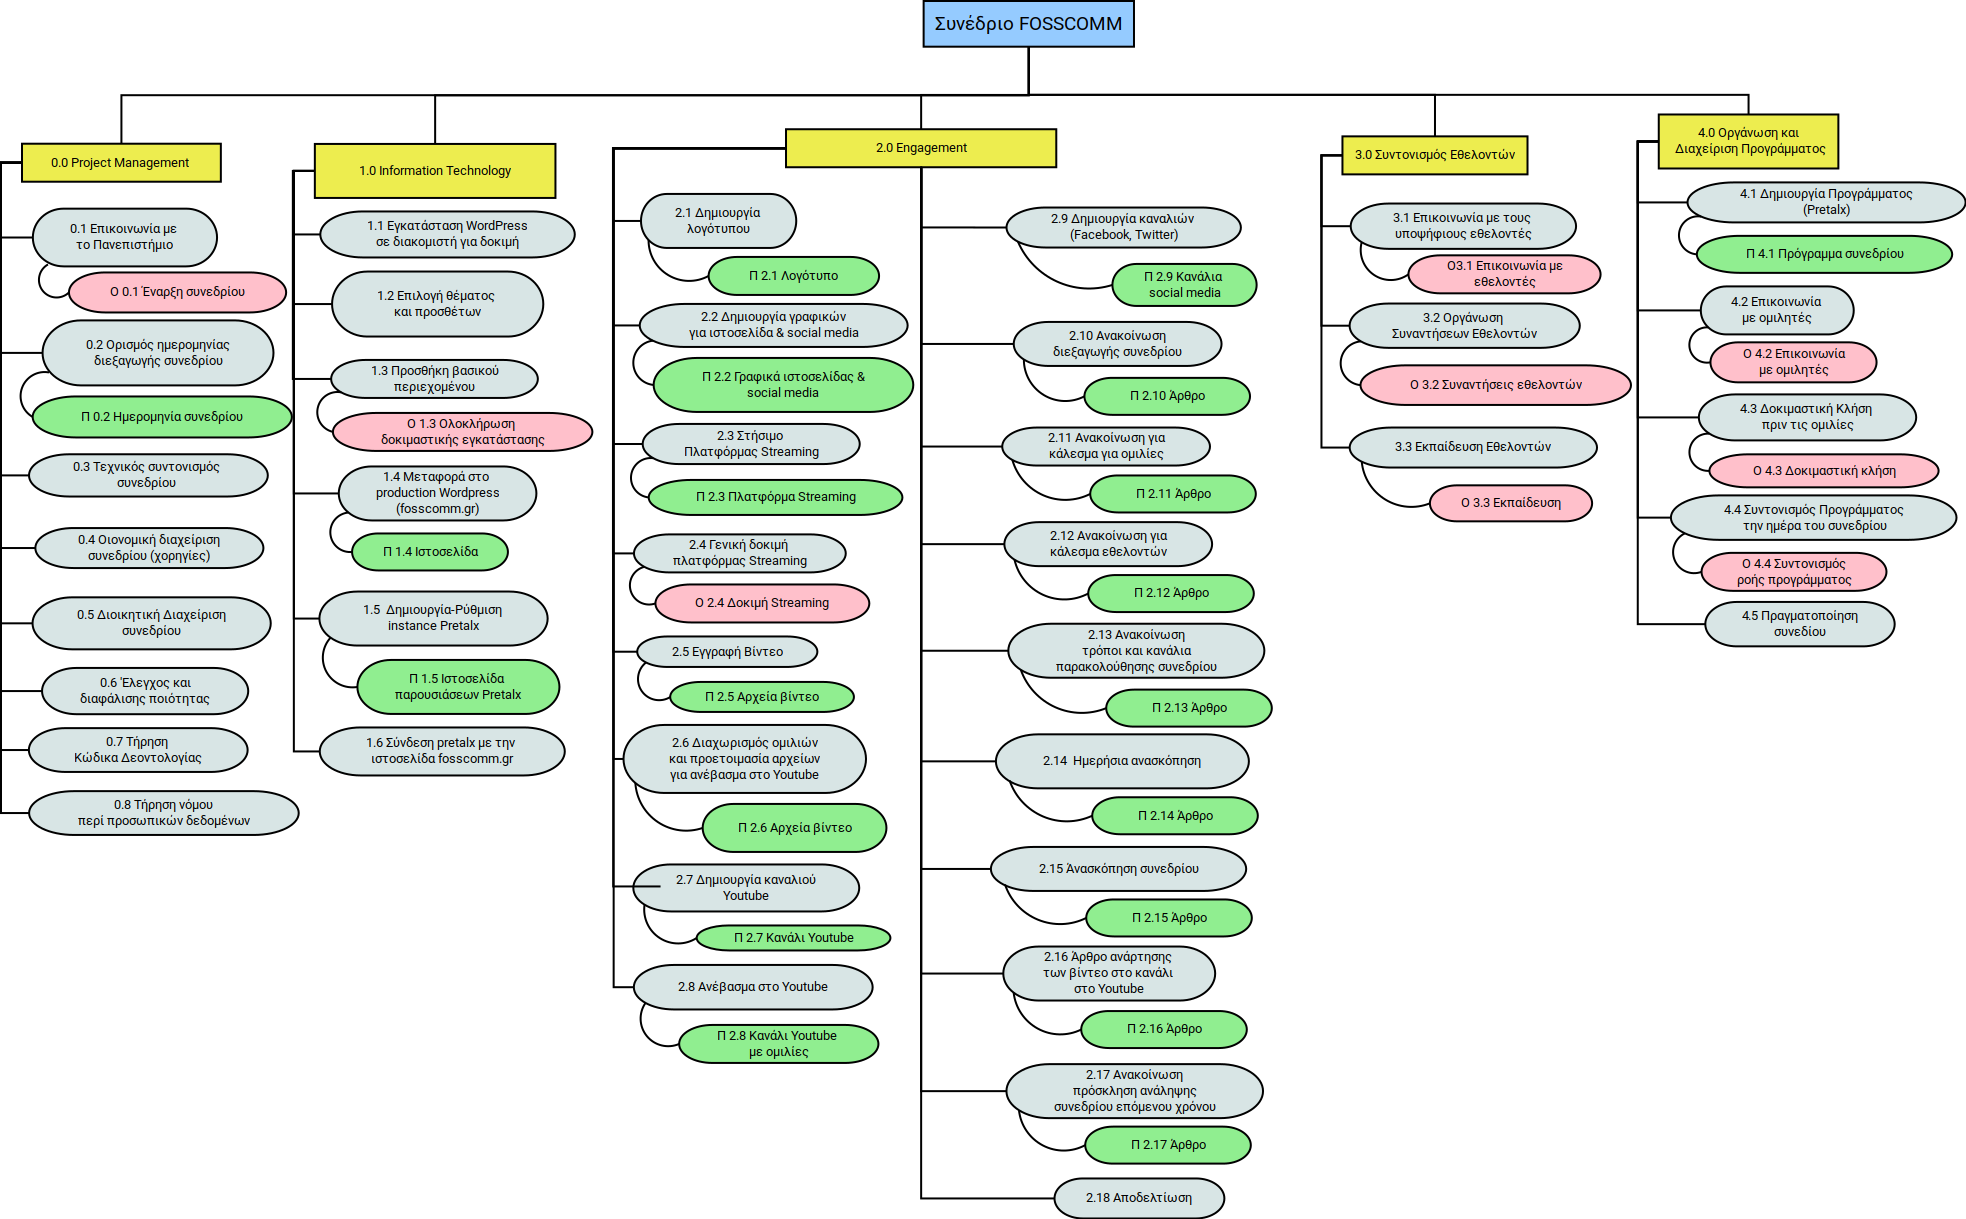 Συνέδριο FOSSCOMM
0.0 Project Management
0.1 Επικοινωνία με
το Πανεπιστήμιο
Ο 0.1 Έναρξη συνεδρίου
0.2 Ορισμός ημερομηνίας
διεξαγωγής συνεδρίου
Π 0.2 Ημερομηνία συνεδρίου
0.3 Τεχνικός συντονισμός
συνεδρίου
0.4 Οιονομική διαχείριση
συνεδρίου (χορηγίες)
0.5 Διοικητική Διαχείριση
συνεδρίου
0.6 Έλεγχος και
διαφάλισης ποιότητας
0.7 Τήρηση
Κώδικα Δεοντολογίας
0.8 Τήρηση νόμου
περί προσωπικών δεδομένων
1.0 Information Technology
1.1 Εγκατάσταση WordPress
σε διακομιστή για δοκιμή
1.2 Επιλογή θέματος
και προσθέτων
1.3 Προσθήκη βασικού
περιεχομένου
Ο 1.3 Ολοκλήρωση
δοκιμαστικής εγκατάστασης
1.4 Μεταφορά στο
production Wordpress
(fosscomm.gr)
Π 1.4 Ιστοσελίδα
1.5 Δημιουργία-Ρύθμιση
instance Pretalx
Π 1.5 Ιστοσελίδα
παρουσιάσεων Pretalx
1.6 Σύνδεση pretalx με την
ιστοσελίδα fosscomm.gr
2.0 Engagement
2.1 Δημιουργία
λογότυπου
Π 2.1 Λογότυπο
2.2 Δημιουργία γραφικών
για ιστοσελίδα & social media
Π 2.2 Γραφικά ιστοσελίδας &
social media
2.3 Στήσιμο
Πλατφόρμας Streaming
Π 2.3 Πλατφόρμα Streaming
2.4 Γενική δοκιμή
πλατφόρμας Streaming
Ο 2.4 Δοκιμή Streaming
2.5 Εγγραφή Βίντεο
Π 2.5 Αρχεία βίντεο
2.6 Διαχωρισμός ομιλιών
και προετοιμασία αρχείων
για ανέβασμα στο Youtube
Π 2.6 Αρχεία βίντεο
2.7 Δημιουργία καναλιού
Youtube
Π 2.7 Κανάλι Youtube
2.8 Ανέβασμα στο Youtube
Π 2.8 Κανάλι Youtube
με ομιλίες
2.9 Δημιουργία καναλιών
(Facebook, Twitter)
Π 2.9 Κανάλια
social media
2.10 Ανακοίνωση
διεξαγωγής συνεδρίου
Π 2.10 Άρθρο
2.11 Ανακοίνωση για
κάλεσμα για ομιλίες
Π 2.11 Άρθρο
2.12 Ανακοίνωση για
κάλεσμα εθελοντών
Π 2.12 Άρθρο
2.13 Ανακοίνωση
τρόποι και κανάλια
παρακολούθησης συνεδρίου
Π 2.13 Άρθρο
2.14 Ημερήσια ανασκόπηση
Π 2.14 Άρθρο
2.15 Άνασκόπηση συνεδρίου
Π 2.15 Άρθρο
2.16 Άρθρο ανάρτησης
των βίντεο στο κανάλι
στο Youtube
Π 2.16 Άρθρο
2.17 Ανακοίνωση
πρόσκληση ανάληψης
συνεδρίου επόμενου χρόνου
Π 2.17 Άρθρο
2.18 Αποδελτίωση
3.0 Συντονισμός Εθελοντών
3.1 Επικοινωνία με τους
υποψήφιους εθελοντές
Ο3.1 Επικοινωνία με
εθελοντές
3.2 Οργάνωση
Συναντήσεων Εθελοντών
Ο 3.2 Συναντήσεις εθελοντών
3.3 Εκπαίδευση Εθελοντών
Ο 3.3 Εκπαίδευση
4.0 Οργάνωση και
Διαχείριση Προγράμματος
4.1 Δημιουργία Προγράμματος
(Pretalx)
Π 4.1 Πρόγραμμα συνεδρίου
4.2 Επικοινωνία
με ομιλητές
Ο 4.2 Επικοινωνία
με ομιλητές
4.3 Δοκιμαστική Κλήση
πριν τις ομιλίες
Ο 4.3 Δοκιμαστική κλήση
4.4 Συντονισμός Προγράμματος
την ημέρα του συνεδρίου
Ο 4.4 Συντονισμός
ροής προγράμματος
4.5 Πραγματοποίηση
συνεδίου